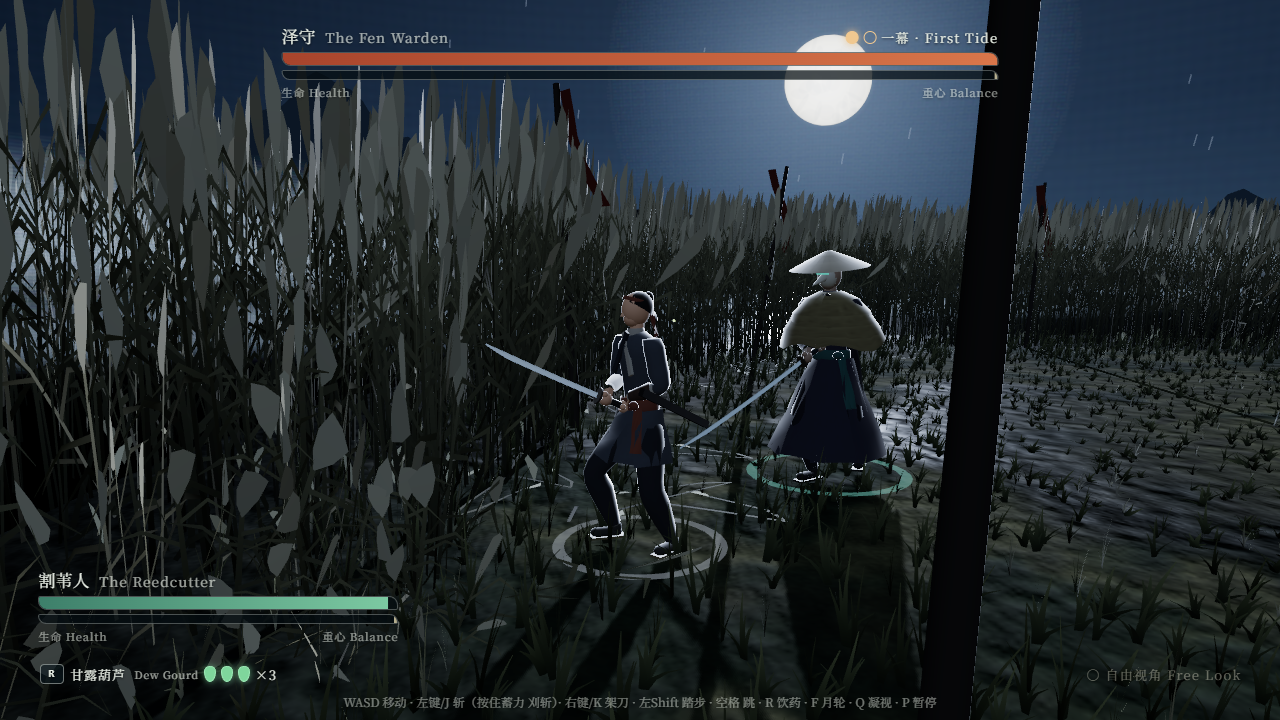 泽守 The Fen Warden
一幕 · First Tide
生命 Health
重心 Balance
割苇人 The Reedcutter
生命 Health
重心 Balance
R 甘露葫芦 Dew Gourd ×3
自由视角 Free Look
WASD 移动 · 左键/J 斩（按住蓄力 刈斩）· 右键/K 架刀 · 左Shift 踏步 · 空格 跳 · R 饮药 · F 月轮 · Q 凝视 · P 暂停